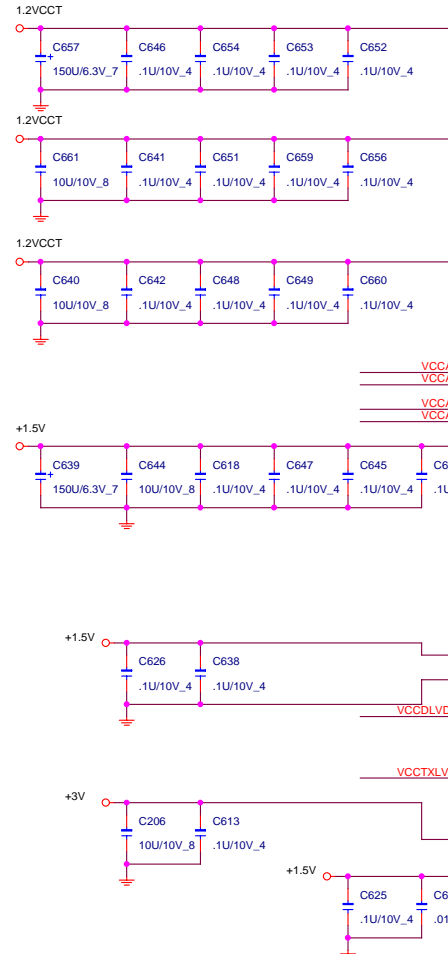 1.2VCCT
C657 C646 C654 C653 C652
150U/6.3V_7 .1U/10V_4 .1U/10V_4 .1U/10V_4 .1U/10V_4
1.2VCCT
C661 C641 C651 C659 C656
10U/10V_8 .1U/10V_4 .1U/10V_4 .1U/10V_4 .1U/10V_4
1.2VCCT
C640 C642 C648 C649 C660
10U/10V_8 .1U/10V_4 .1U/10V_4 .1U/10V_4 .1U/10V_4
+1.5V
C639 C644 C618 C647 C645
150U/6.3V_7 10U/10V_8 .1U/10V_4 .1U/10V_4 .1U/10V_4
+1.5V
C626 C638
.1U/10V_4 .1U/10V_4
+3V
C206 C613
10U/10V_8 .1U/10V_4
+1.5V
C625
.1U/10V_4